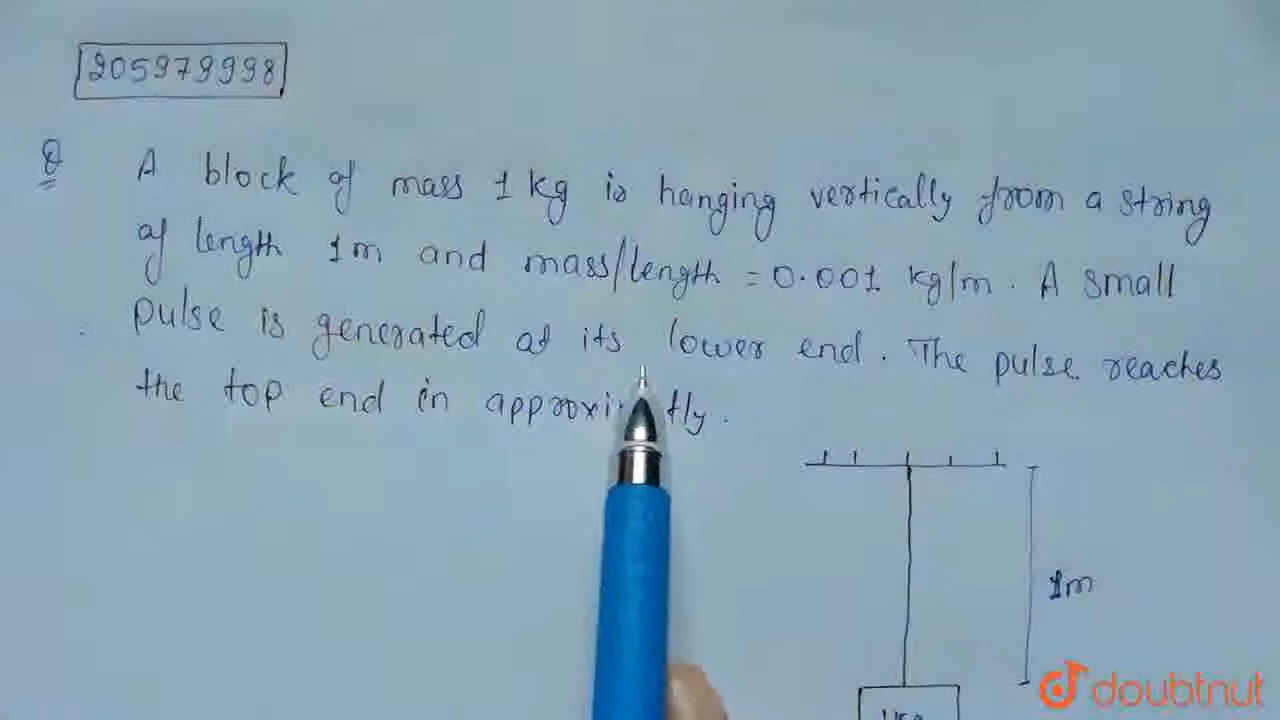 205979998
Q A block of mass 1 kg is hanging vertically from a string
of length 1m and mass/length = 0.001 kg/m. A small
pulse is generated at its lower end. The pulse reaches
the top end in
1m
doubtnut